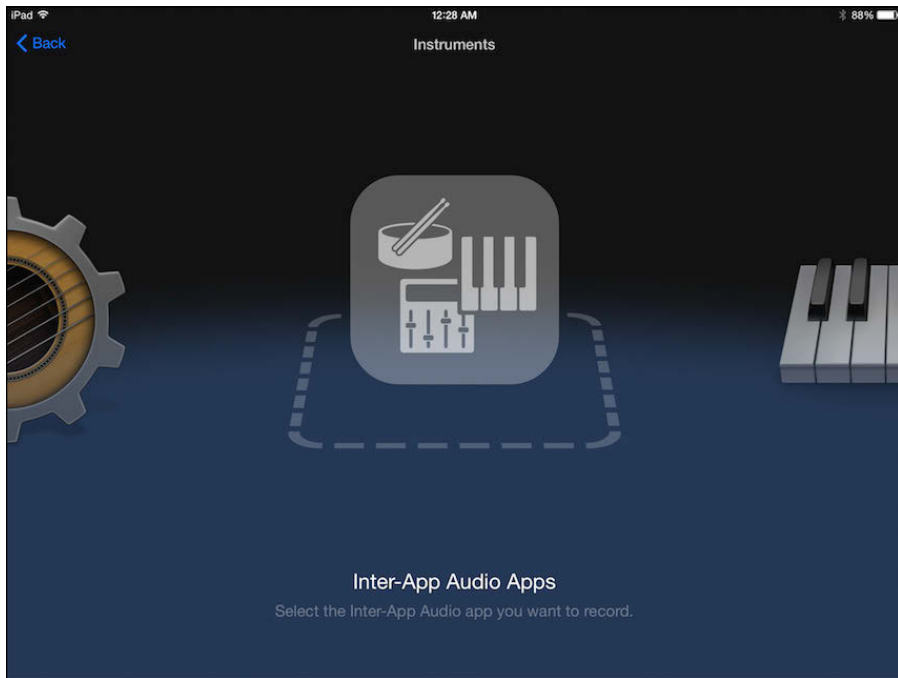 iPad 12:28 AM 88%
Back Instruments
Inter-App Audio Apps
Select the Inter-App Audio app you want to record.